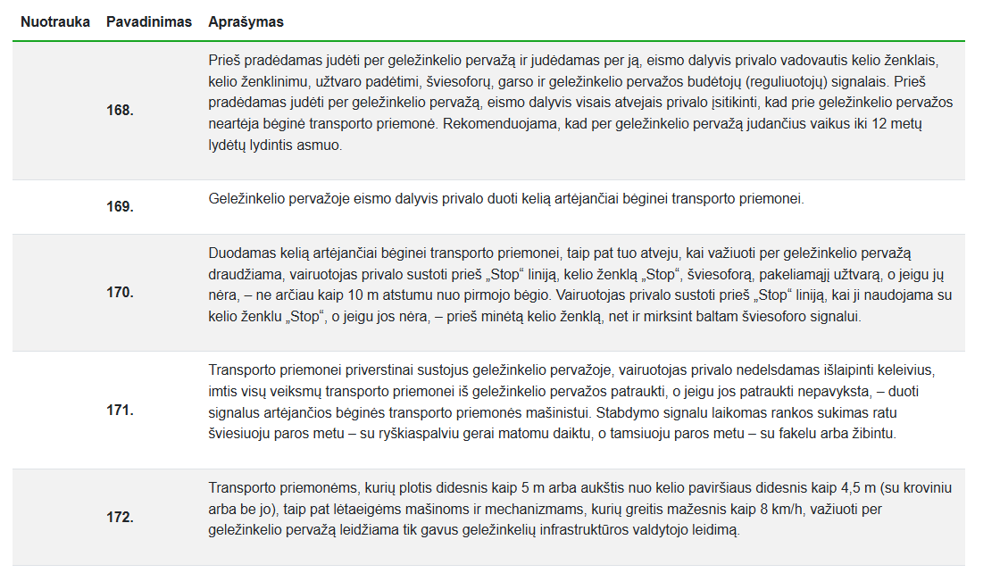 Nuotrauka Pavadinimas Aprašymas
168.
Prieš pradėdamas judėti per geležinkelio pervažą ir judėdamas per ją, eismo dalyvis privalo vadovautis kelio ženklais,
kelio ženklinimu, užtvaro padėtimi, šviesoforų, garso ir geležinkelio pervažos budėtojų (reguliuotojų) signalais. Prieš
pradėdamas judėti per geležinkelio pervažą, eismo dalyvis visais atvejais privalo įsitikinti, kad prie geležinkelio pervažos
neartėja bėginė transporto priemonė. Rekomenduojama, kad per geležinkelio pervažą judančius vaikus iki 12 metų
lydėtų lydintis asmuo.
169.
Geležinkelio pervažoje eismo dalyvis privalo duoti kelią artėjančiai bėginei transporto priemonei.
170.
Duodamas kelią artėjančiai bėginei transporto priemonei, taip pat tuo atveju, kai važiuoti per geležinkelio pervažą
draudžiama, vairuotojas privalo sustoti prieš „Stop“ liniją, kelio ženklą „Stop“, šviesoforą, pakeliamąjį užtvarą, o jeigu jų
nėra, – ne arčiau kaip 10 m atstumu nuo pirmojo bėgio. Vairuotojas privalo sustoti prieš „Stop“ liniją, kai ji naudojama su
kelio ženklu „Stop“, o jeigu jos nėra, – prieš minėtą kelio ženklą, net ir mirksint baltam šviesoforo signalui.
171.
Transporto priemonei priverstinai sustojus geležinkelio pervažoje, vairuotojas privalo nedelsdamas išlaipinti keleivius,
imtis visų veiksmų transporto priemonei iš geležinkelio pervažos patraukti, o jeigu jos patraukti nepavyksta, – duoti
signalus artėjančios bėginės transporto priemonės mašinistui. Stabdymo signalu laikomas rankos sukimas ratu
šviesiuoju paros metu – su ryškiaspalviu gerai matomu daiktu, o tamsiuoju paros metu – su fakelu arba žibintu.
172.
Transporto priemonėms, kurių plotis didesnis kaip 5 m arba aukštis nuo kelio paviršiaus didesnis kaip 4,5 m (su kroviniu
arba be jo), taip pat lėtaeigėms mašinoms ir mechanizmams, kurių greitis mažesnis kaip 8 km/h, važiuoti per
geležinkelio pervažą leidžiama tik gavus geležinkelių infrastruktūros valdytojo leidimą.